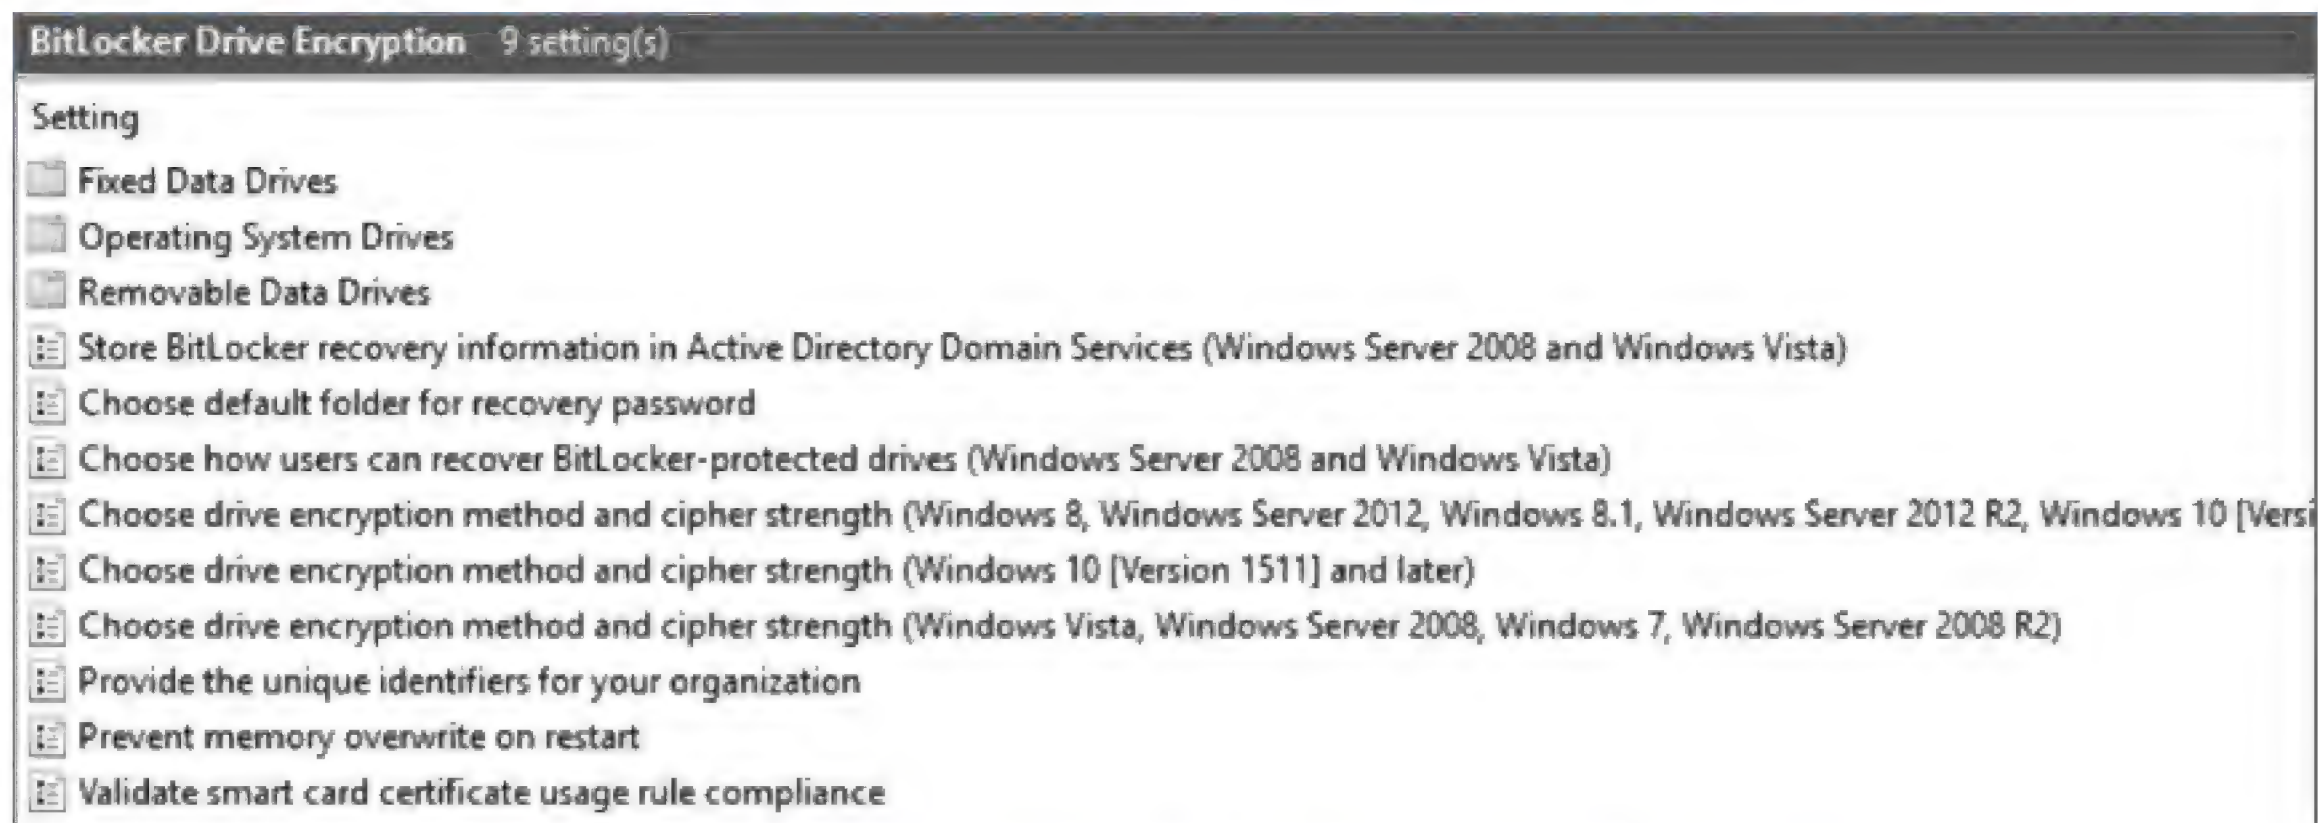 BitLocker Drive Encryption 9 setting(s)
Setting
Fixed Data Drives
Operating System Drives
Removable Data Drives
Store BitLocker recovery information in Active Directory Domain Services (Windows Server 2008 and Windows Vista)
Choose default folder for recovery password
Choose how users can recover BitLocker-protected drives (Windows Server 2008 and Windows Vista)
Choose drive encryption method and cipher strength (Windows 8, Windows Server 2012, Windows 8.1, Windows Server 2012 R2, Windows 10 [Versi
Choose drive encryption method and cipher strength (Windows 10 [Version 1511] and later)
Choose drive encryption method and cipher strength (Windows Vista, Windows Server 2008, Windows 7, Windows Server 2008 R2)
Provide the unique identifiers for your organization
Prevent memory overwrite on restart
Validate smart card certificate usage rule compliance